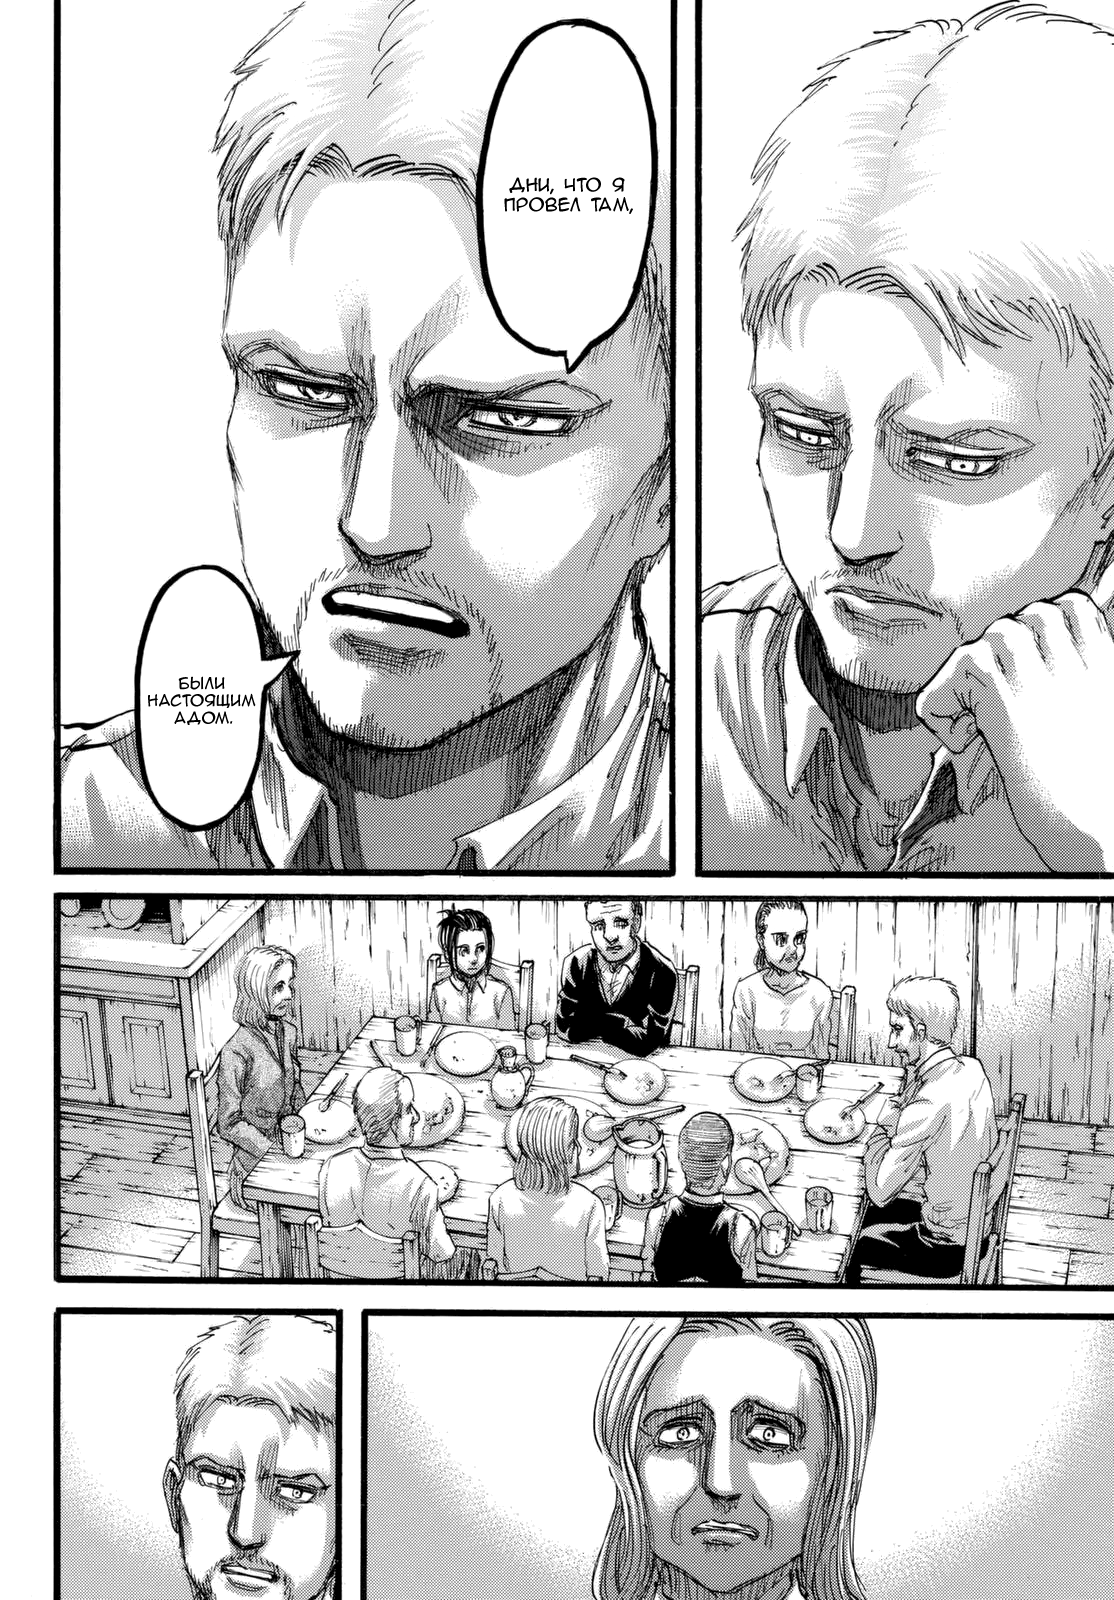 ДНИ, ЧТО Я
ПРОВЕЛ ТАМ,
БЫЛИ
НАСТОЯЩИМ
АДОМ.